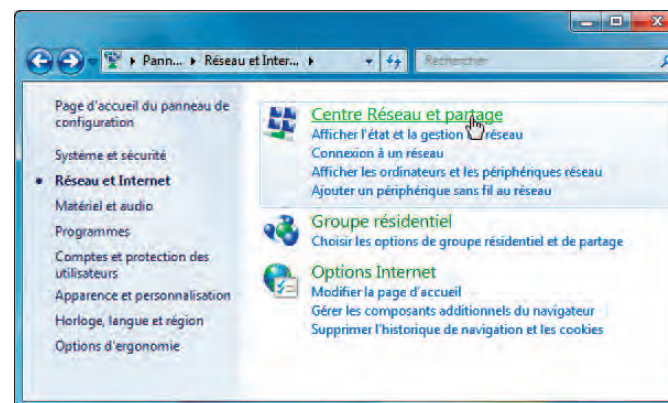 Pann... Réseau et Inter...
Rechercher
Page d'accueil du panneau de
configuration
Système et sécurité
Réseau et Internet
Matériel et audio
Programmes
Comptes et protection des
utilisateurs
Apparence et personnalisation
Horloge, langue et région
Options d'ergonomie
Centre Réseau et partage
Afficher l'état et la gestion réseau
Connexion à un réseau
Afficher les ordinateurs et les périphériques réseau
Ajouter un périphérique sans fil au réseau
Groupe résidentiel
Choisir les options de groupe résidentiel et de partage
Options Internet
Modifier la page d'accueil
Gérer les composants additionnels du navigateur
Supprimer l'historique de navigation et les cookies